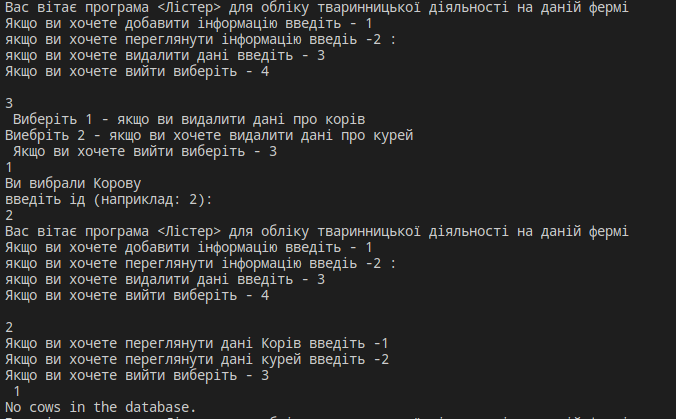 Вас вітає програма <Лістер> для обліку тваринницької діяльності на даній фермі
Якщо ви хочете добавити інформацію введіть - 1
якщо ви хочете переглянути інформацію введіь -2 :
якщо ви хочете видалити дані введіть - 3
Якщо ви хочете вийти виберіть - 4
3
Виберіть 1 - якщо ви видалити дані про корів
Виебріть 2 - якщо ви хочете видалити дані про курей
Якщо ви хочете вийти виберіть - 3
1
Ви вибрали Корову
введіть ід (наприклад: 2):
2
Вас вітає програма <Лістер> для обліку тваринницької діяльності на даній фермі
Якщо ви хочете добавити інформацію введіть - 1
якщо ви хочете переглянути інформацію введіь -2 :
якщо ви хочете видалити дані введіть - 3
Якщо ви хочете вийти виберіть - 4
2
Якщо ви хочете переглянути дані Корів введіть -1
Якщо ви хочете переглянути дані курей введіть -2
Якщо ви хочете вийти виберіть - 3
1
No cows in the database.